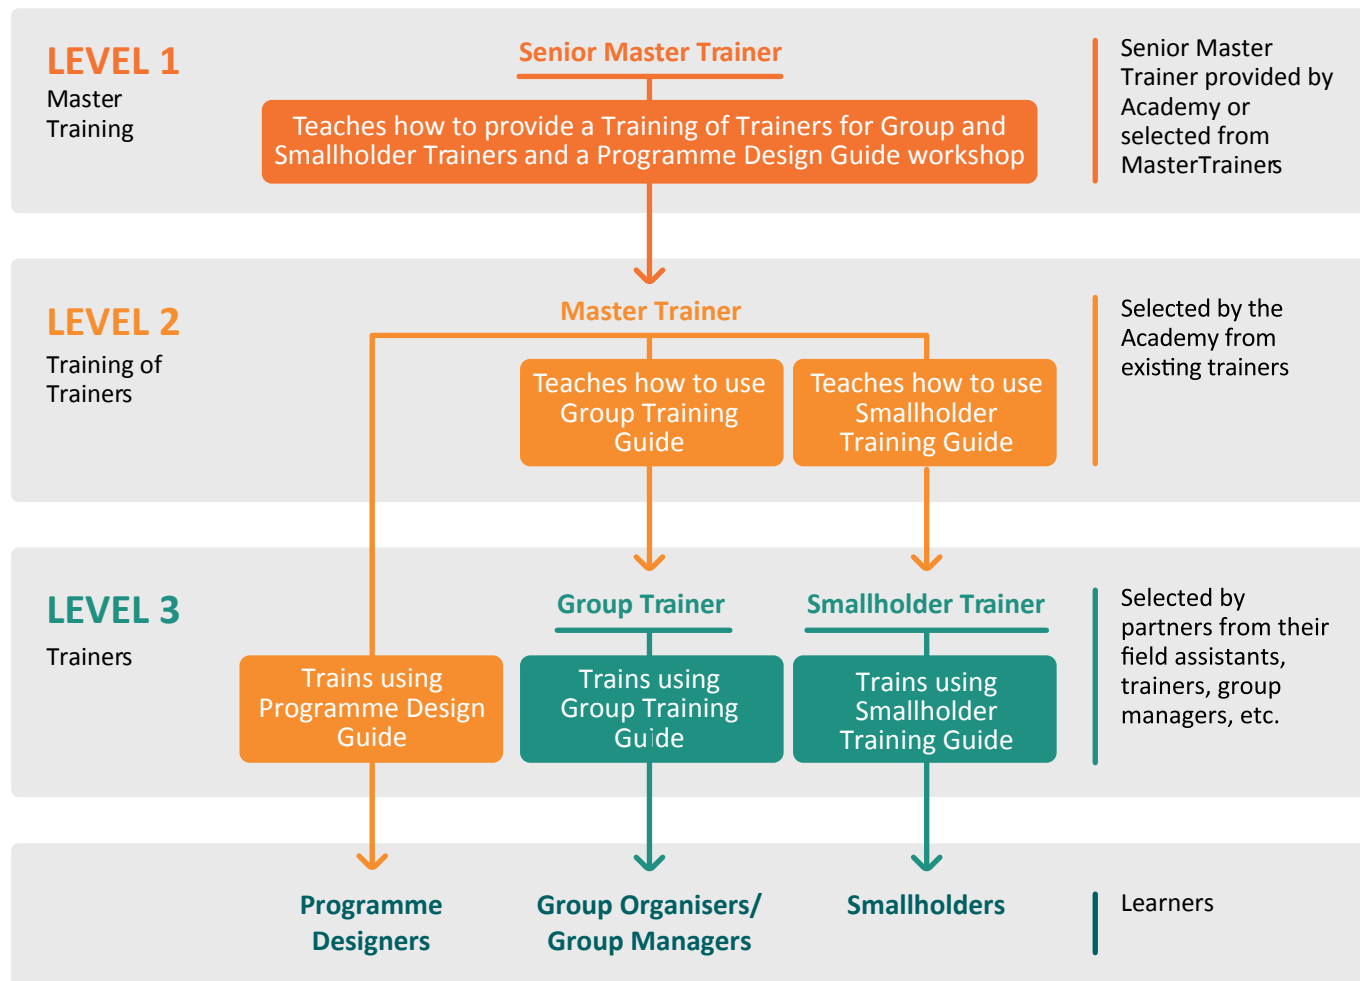 LEVEL 1
Master
Training
Senior Master Trainer
Teaches how to provide a Training of Trainers for Group and
Smallholder Trainers and a Programme Design Guide workshop
Senior Master
Trainer provided by
Academy or
selected from
MasterTrainers
LEVEL 2
Training of
Trainers
Master Trainer
Teaches how to use
Group Training
Guide
Teaches how to use
Smallholder
Training Guide
Selected by the
Academy from
existing trainers
LEVEL 3
Trainers
Trains using
Programme Design
Guide
Group Trainer
Trains using
Group Training
Guide
Smallholder Trainer
Trains using
Smallholder
Training Guide
Selected by
partners from their
field assistants,
trainers, group
managers, etc.
Programme
Designers
Group Organisers/
Group Managers
Smallholders
Learners